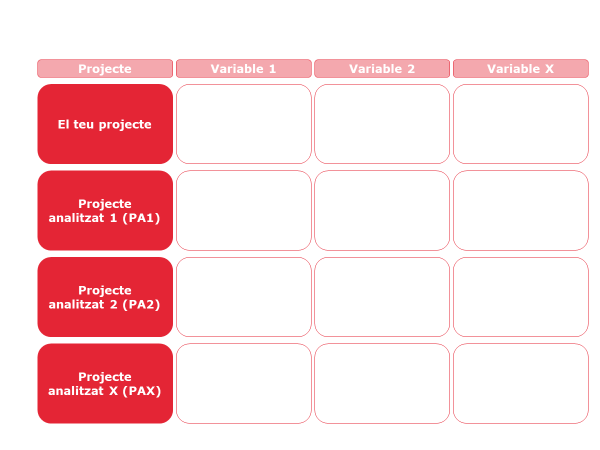 Projecte
Variable 1
Variable 2
Variable X
El teu projecte
Projecte
analitzat 1 (PA1)
Projecte
analitzat 2 (PA2)
Projecte
analitzat X (PAX)